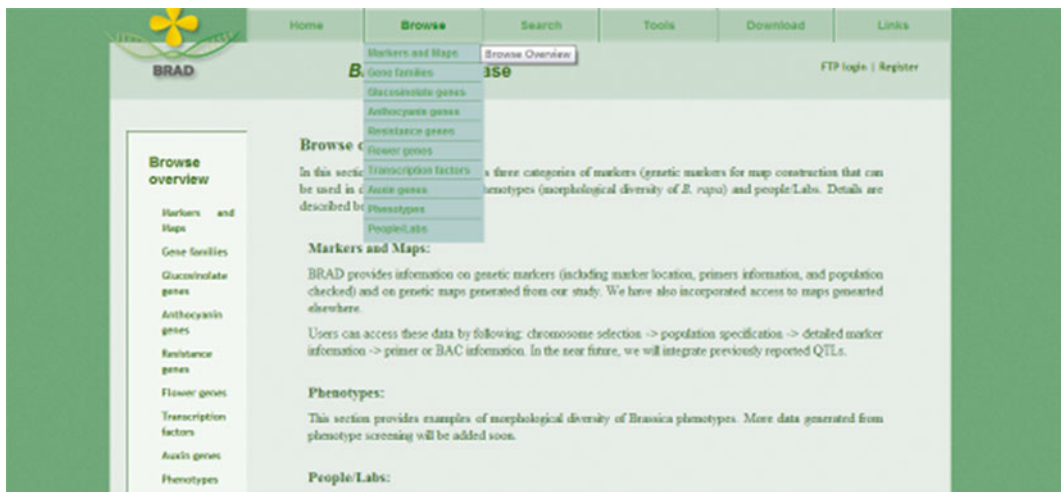 Home Browse Search Tools Download Links
BRAD
Markers and Maps
Browse Overview
Gene families
FTP login | Register
Glucosinolate genes
Anthocyanin genes
Resistance genes
Flower genes
Transcription factors
Auxin genes
Phenotypes
People/Labs
Browse
overview
Markers and
Maps
Gene families
Glucosinolate
genes
Anthocyanin
genes
Resistance
genes
Flower genes
Transcription
factors
Auxin genes
Phenotypes
Browse
In this three categories of markers (genetic markers for map construction that can
be used in (morphological diversity of B. rapa) and people/Labs. Details are
described
Markers and Maps:
BRAD provides information on genetic markers (including marker location, primers information, and population
checked) and on genetic maps generated from our study. We have also incorporated access to maps genearted
elsewhere.
Users can access these data by following: chromosome selection -> population specification -> detailed marker
information -> primer or BAC information. In the near future, we will integrate previously reported QTLs.
Phenotypes:
This section provides examples of morphological diversity of Brassica phenotypes. More data generated from
phenotype screening will be added soon.
People/Labs: